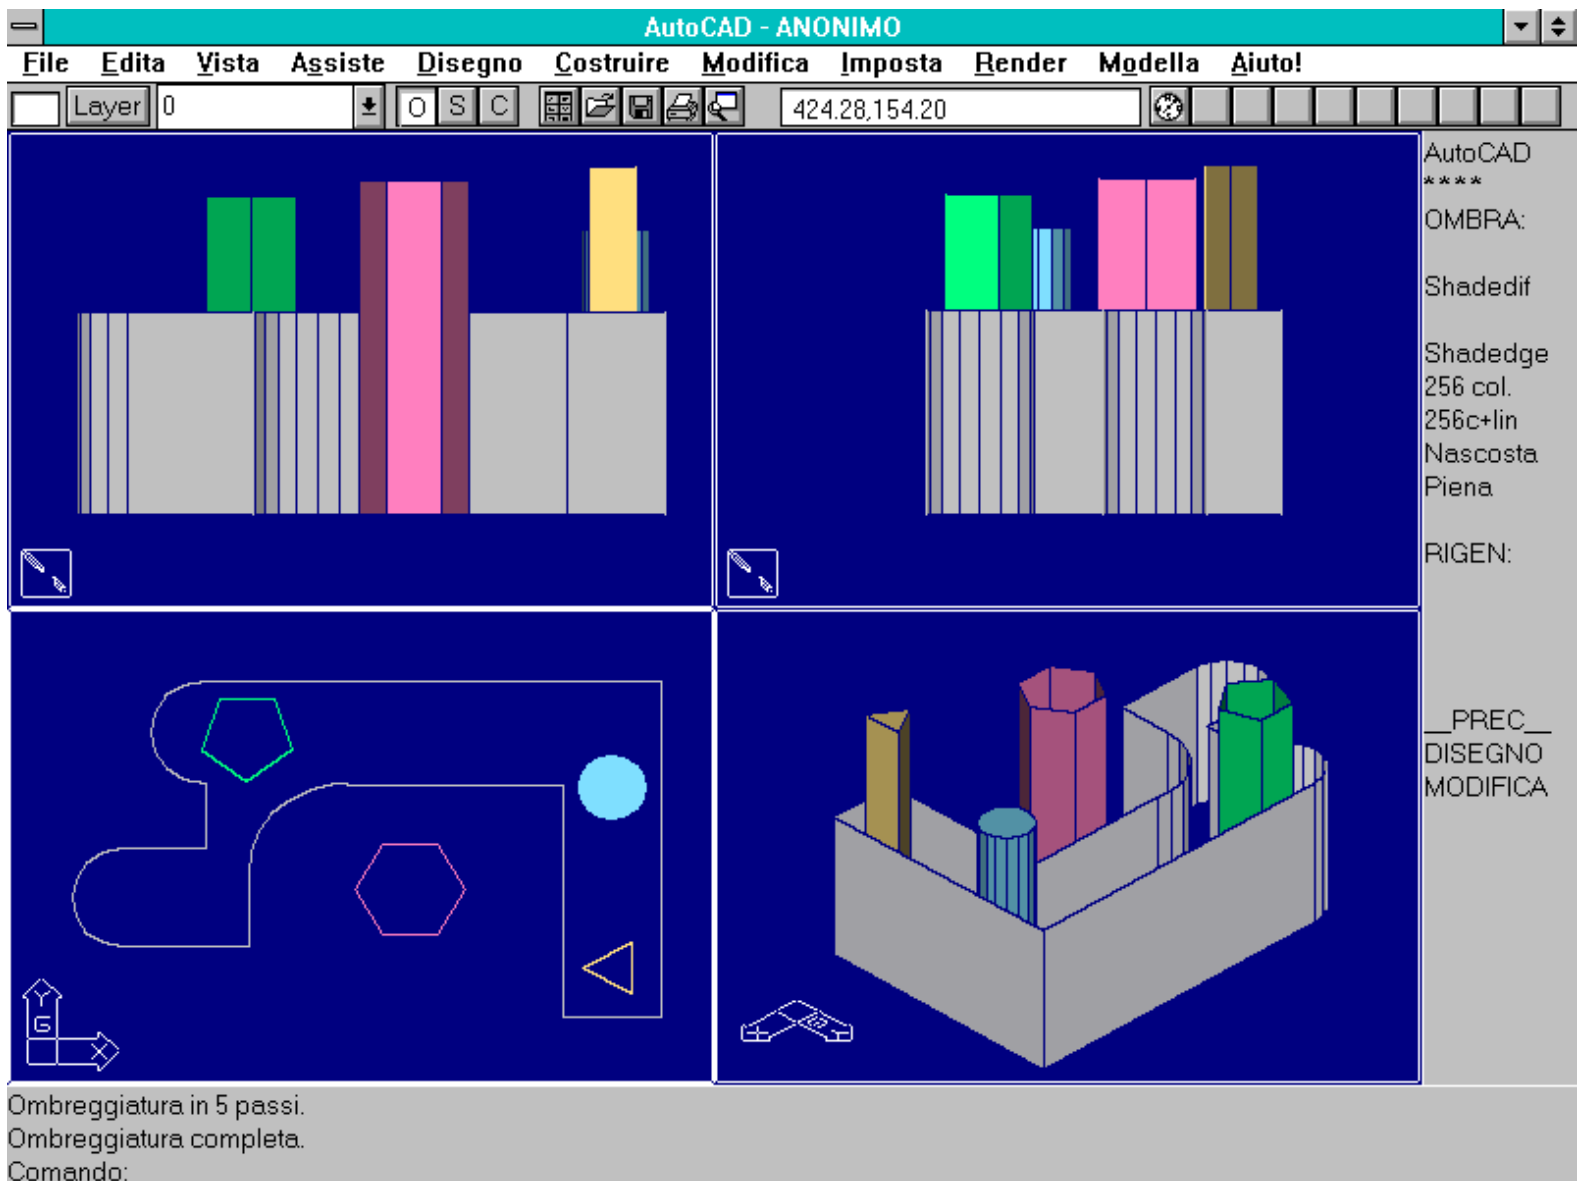 AutoCAD - ANONIMO
File Edita Vista Assiste Disegno Costruire Modifica Imposta Render Modella Aiuto!
Layer 0 O S C 424.28,154.20
AutoCAD
* * * *
OMBRA:
Shadedif
Shadedge
256 col.
256c+lin
Nascosta
Piena
RIGEN:
__PREC__
DISEGNO
MODIFICA
Y
G
X
Ombreggiatura in 5 passi.
Ombreggiatura completa.
Comando: